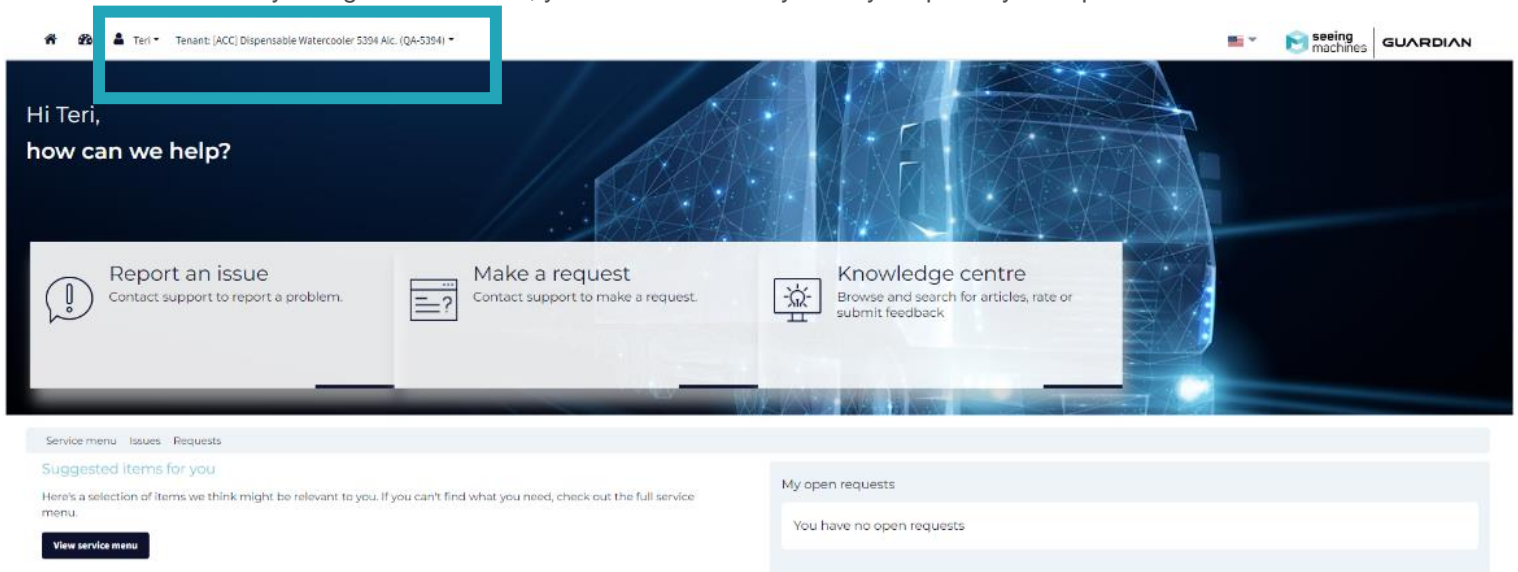 Teri Tenant: [ACC] Dispensable Watercooler 5394 Alc. (QA-5394)
seeing machines GUARDIAN
Hi Teri,
how can we help?
Report an issue
Contact support to report a problem.
Make a request
Contact support to make a request.
Knowledge centre
Browse and search for articles, rate or
submit feedback
Service menu Issues Requests
Suggested items for you
Here's a selection of items we think might be relevant to you. If you can't find what you need, check out the full service
menu.
View service menu
My open requests
You have no open requests